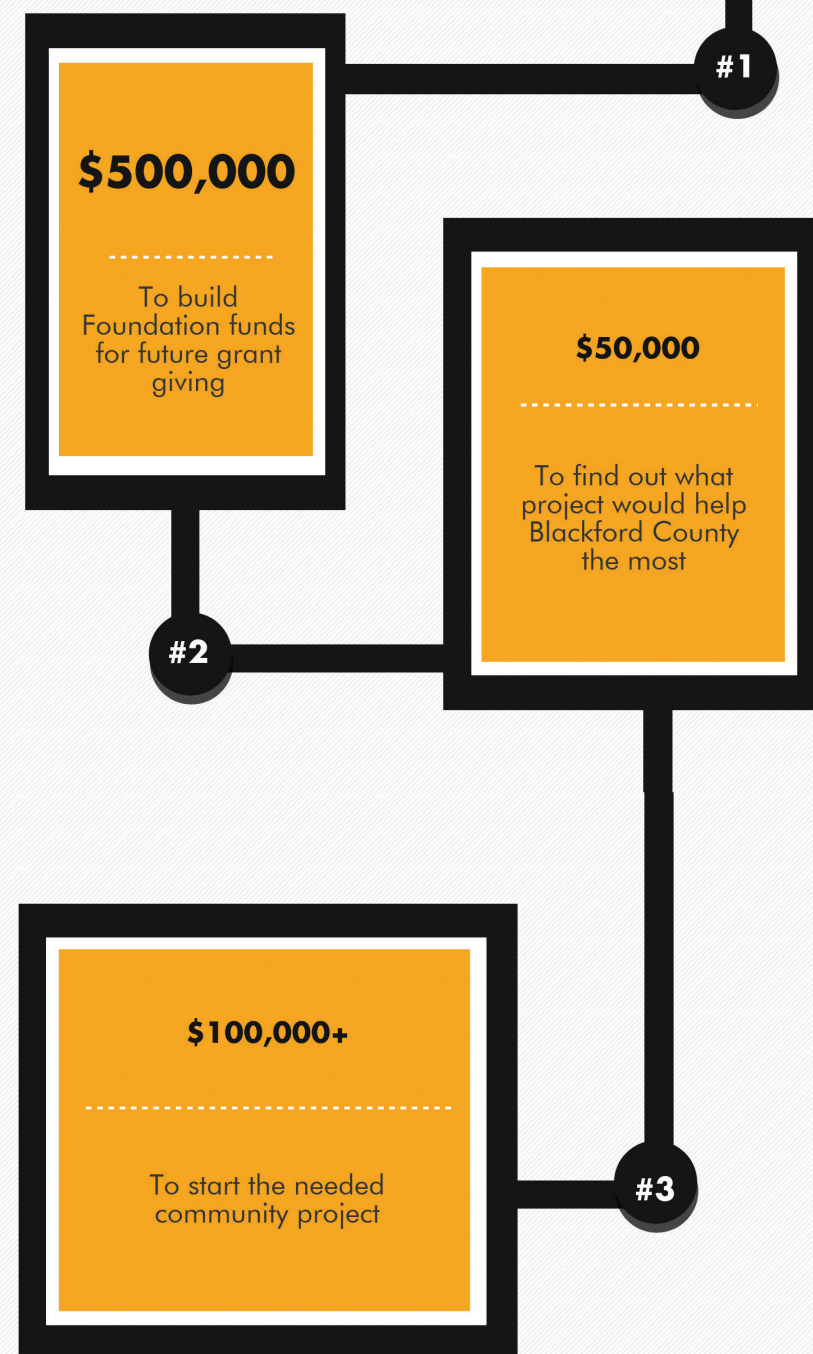 #1
$500,000
To build
Foundation funds
for future grant
giving
#2
$50,000
To find out what
project would help
Blackford County
the most
#3
$100,000+
To start the needed
community project